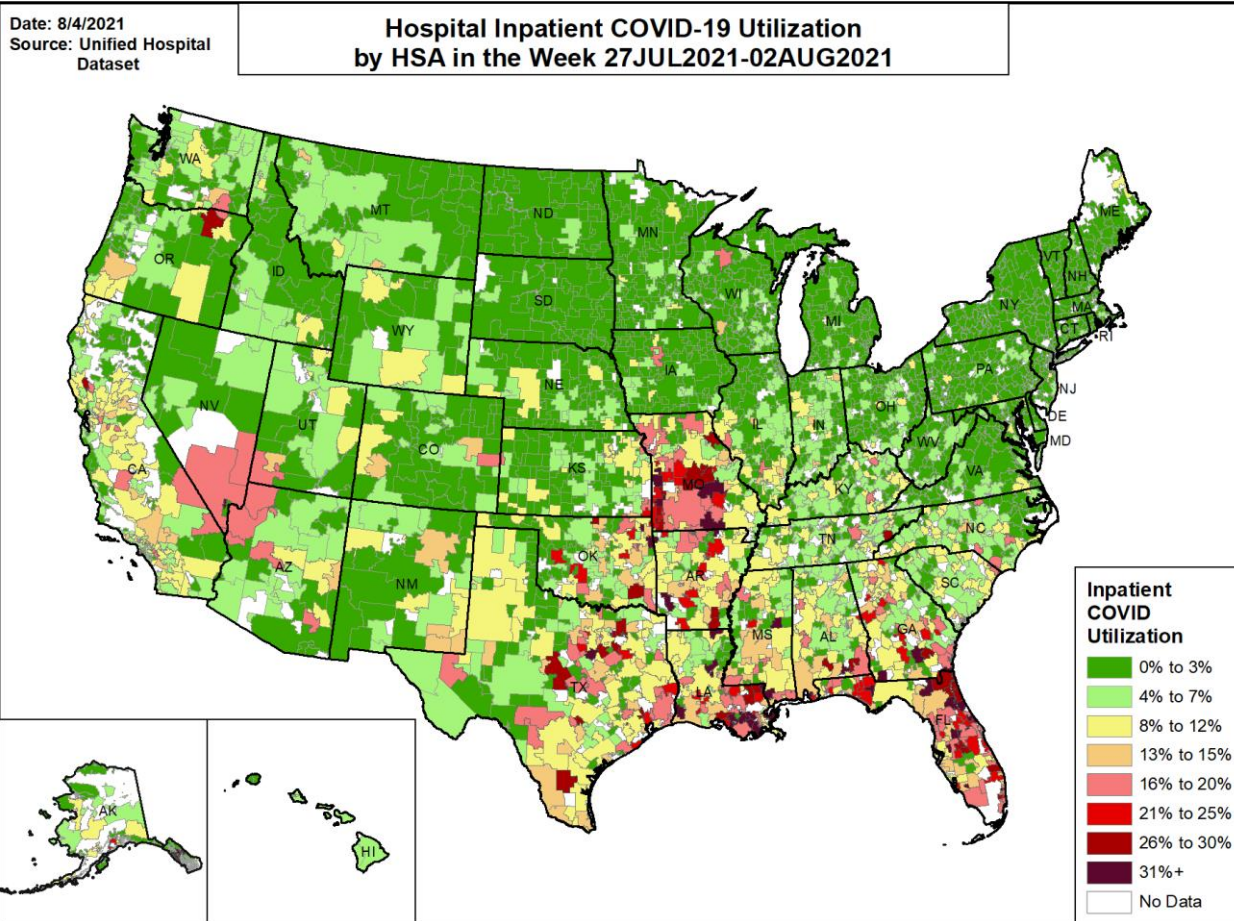 Date: 8/4/2021
Source: Unified Hospital
Dataset
Hospital Inpatient COVID-19 Utilization
by HSA in the Week 27JUL2021-02AUG2021
WA
MT
ND
MN
ME
OR
ID
SD
WI
MI
VT
NH
NY
MA
CT
RI
WY
IA
NE
PA
NJ
NV
UT
CO
IL
IN
OH
DE
MD
WV
VA
CA
KS
MO
KY
NC
AZ
NM
OK
AR
TN
SC
MS
AL
GA
TX
LA
FL
AK
HI
Inpatient
COVID
Utilization
0% to 3%
4% to 7%
8% to 12%
13% to 15%
16% to 20%
21% to 25%
26% to 30%
31%+
No Data